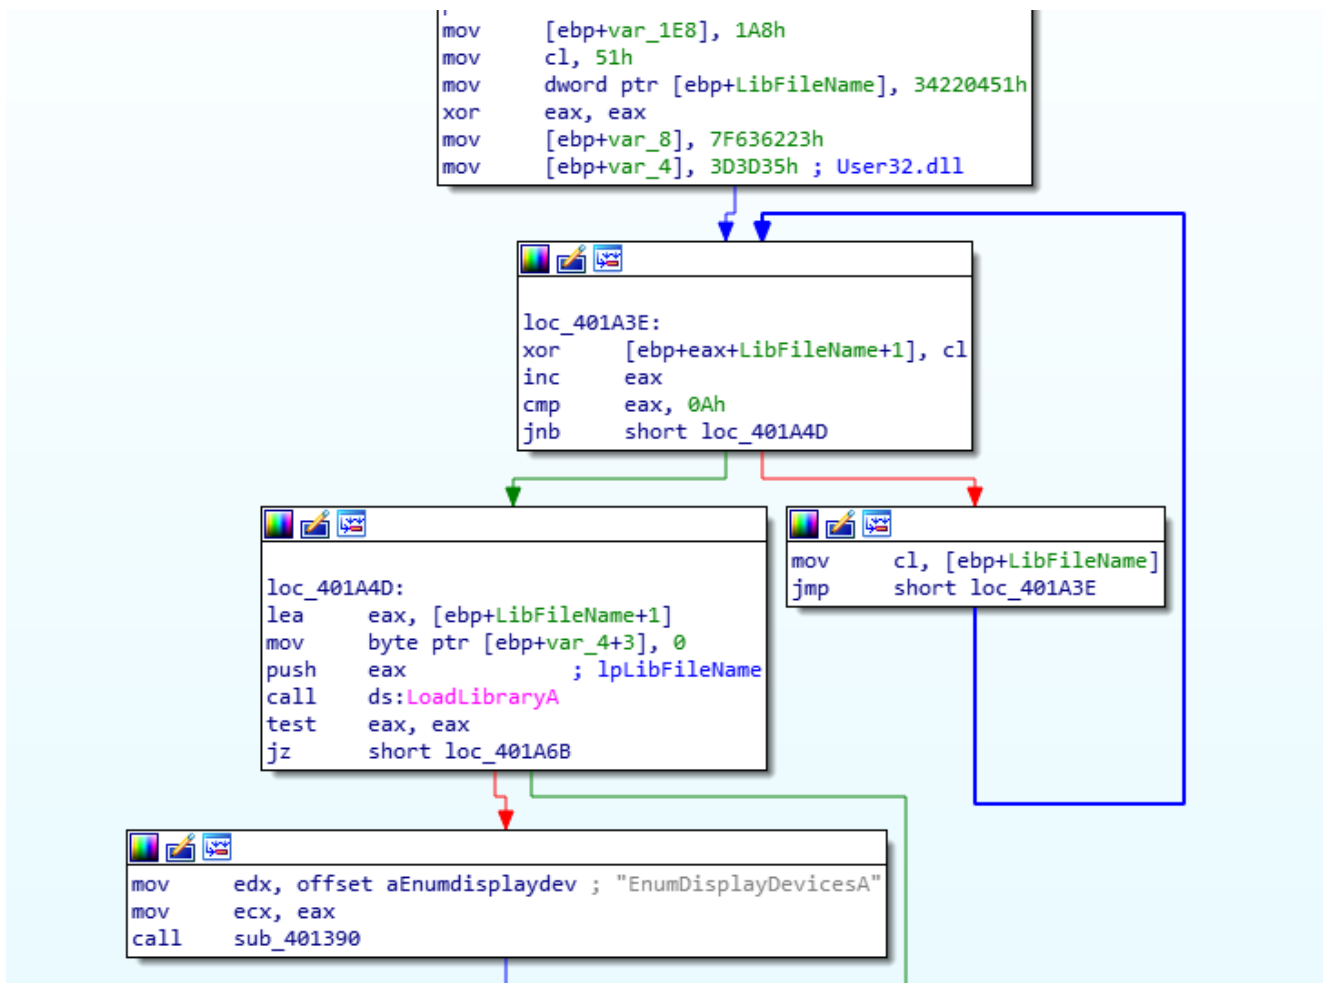 mov [ebp+var_1E8], 1A8h
mov cl, 51h
mov dword ptr [ebp+LibFileName], 34220451h
xor eax, eax
mov [ebp+var_8], 7F636223h
mov [ebp+var_4], 3D3D35h ; User32.dll
loc_401A3E:
xor [ebp+eax+LibFileName+1], cl
inc eax
cmp eax, 0Ah
jnb short loc_401A4D
loc_401A4D:
lea eax, [ebp+LibFileName+1]
mov byte ptr [ebp+var_4+3], 0
push eax ; lpLibFileName
call ds:LoadLibraryA
test eax, eax
jz short loc_401A6B
mov cl, [ebp+LibFileName]
jmp short loc_401A3E
mov edx, offset aEnumdisplaydev ; "EnumDisplayDevicesA"
mov ecx, eax
call sub_401390